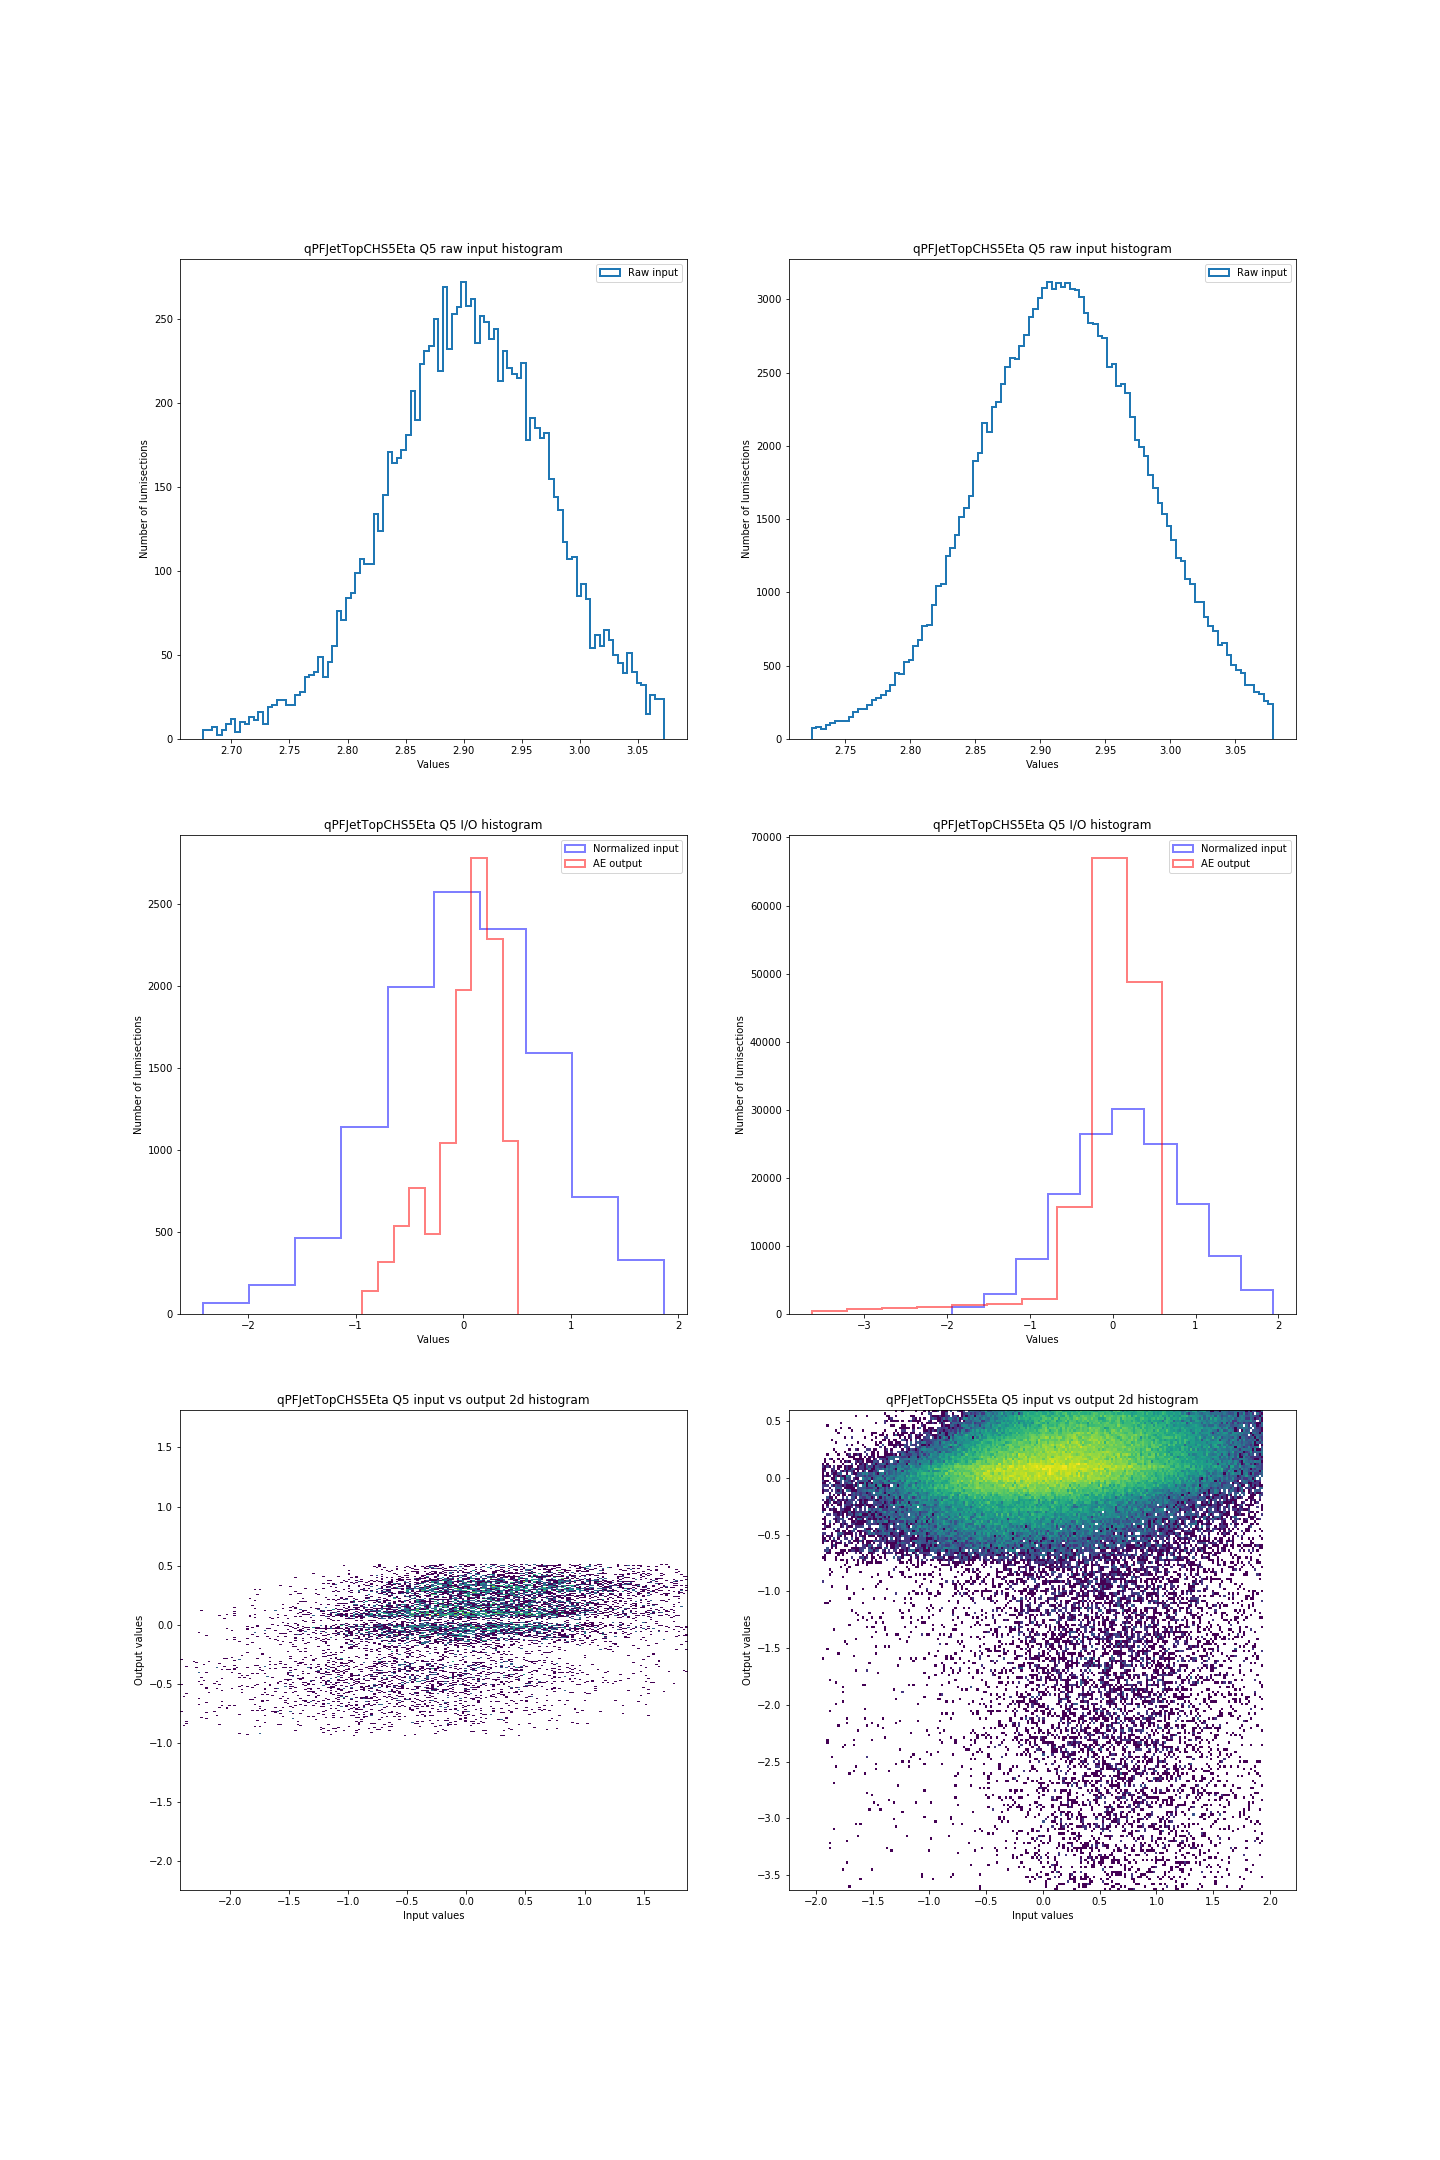 qPFJetTopCHS5Eta Q5 raw input histogram
Raw input
250
200
150
100
50
0
Number of lumisections
2.70 2.75 2.80 2.85 2.90 2.95 3.00 3.05
Values
qPFJetTopCHS5Eta Q5 raw input histogram
Raw input
3000
2500
2000
1500
1000
500
0
Number of lumisections
2.75 2.80 2.85 2.90 2.95 3.00 3.05
Values
qPFJetTopCHS5Eta Q5 I/O histogram
Normalized input
AE output
2500
2000
1500
1000
500
0
Number of lumisections
−2 −1 0 1 2
Values
qPFJetTopCHS5Eta Q5 I/O histogram
Normalized input
AE output
70000
60000
50000
40000
30000
20000
10000
0
Number of lumisections
−3 −2 −1 0 1 2
Values
qPFJetTopCHS5Eta Q5 input vs output 2d histogram
1.5
1.0
0.5
0.0
−0.5
−1.0
−1.5
−2.0
Output values
−2.0 −1.5 −1.0 −0.5 0.0 0.5 1.0 1.5
Input values
qPFJetTopCHS5Eta Q5 input vs output 2d histogram
0.5
0.0
−0.5
−1.0
−1.5
−2.0
−2.5
−3.0
−3.5
Output values
−2.0 −1.5 −1.0 −0.5 0.0 0.5 1.0 1.5 2.0
Input values